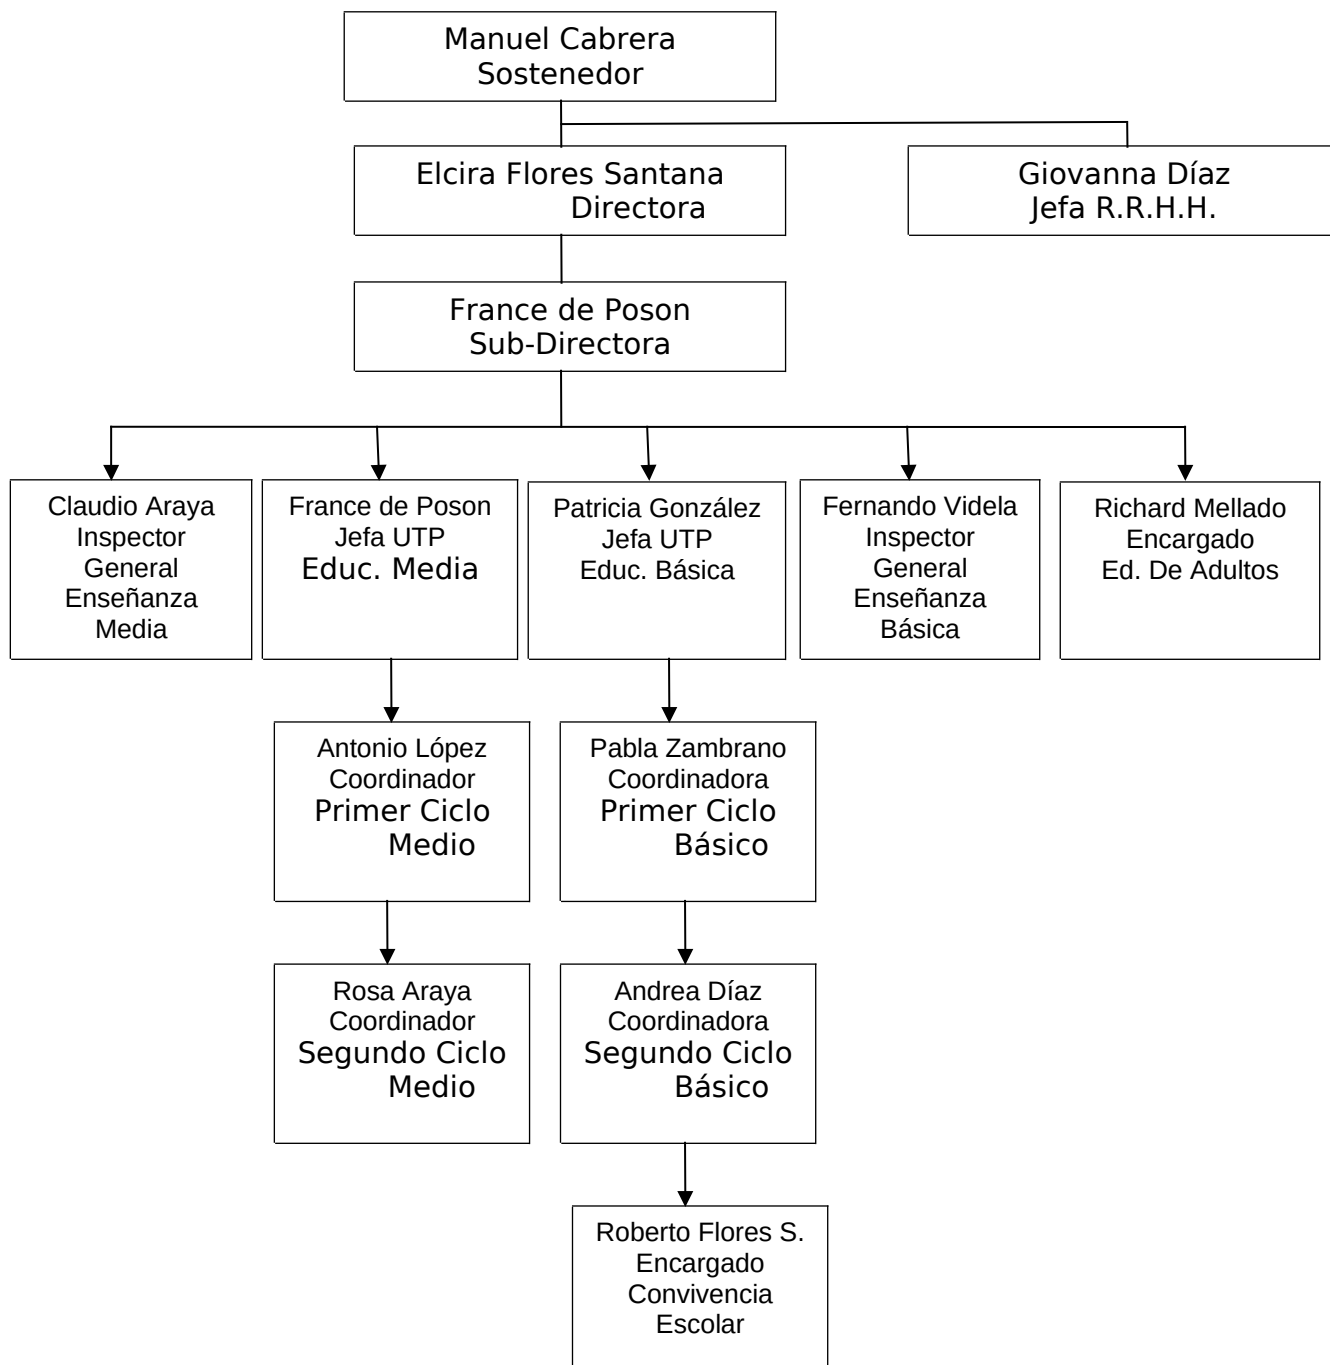 Manuel Cabrera
Sostenedor
Elcira Flores Santana
Directora
Giovanna Díaz
Jefa R.R.H.H.
France de Poson
Sub-Directora
Claudio Araya
Inspector
General
Enseñanza
Media
France de Poson
Jefa UTP
Educ. Media
Patricia González
Jefa UTP
Educ. Básica
Fernando Videla
Inspector
General
Enseñanza
Básica
Richard Mellado
Encargado
Ed. De Adultos
Antonio López
Coordinador
Primer Ciclo
Medio
Pabla Zambrano
Coordinadora
Primer Ciclo
Básico
Rosa Araya
Coordinador
Segundo Ciclo
Medio
Andrea Díaz
Coordinadora
Segundo Ciclo
Básico
Roberto Flores S.
Encargado
Convivencia
Escolar